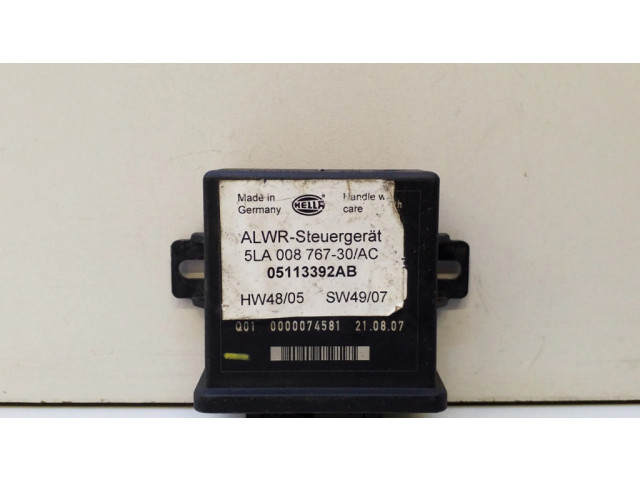 Made in Germany
HELLA
Handle w
care
ALWR-Steuergerät
5LA 008 767-30/AC
05113392AB
HW48/05 SW49/07
Q01 0000074581 21.08.07